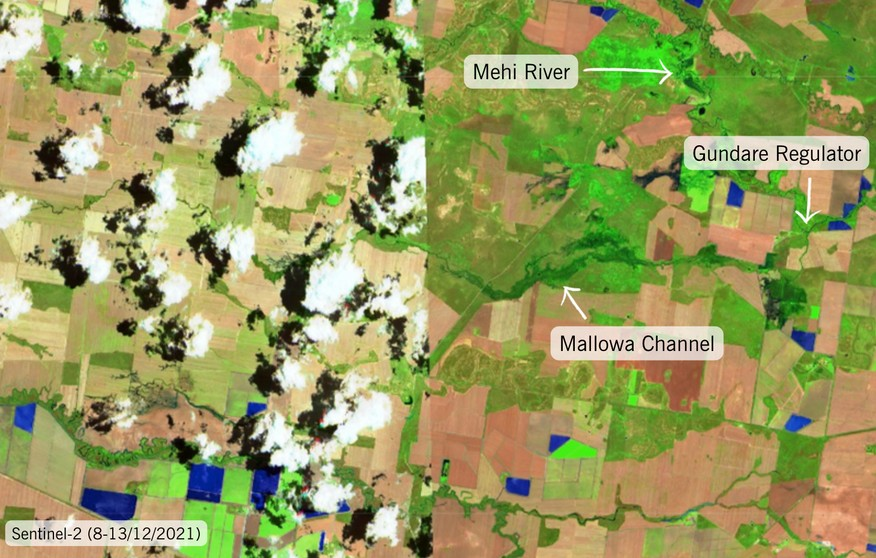 Mehi River
Gundare Regulator
Mallowa Channel
Sentinel-2 (8-13/12/2021)